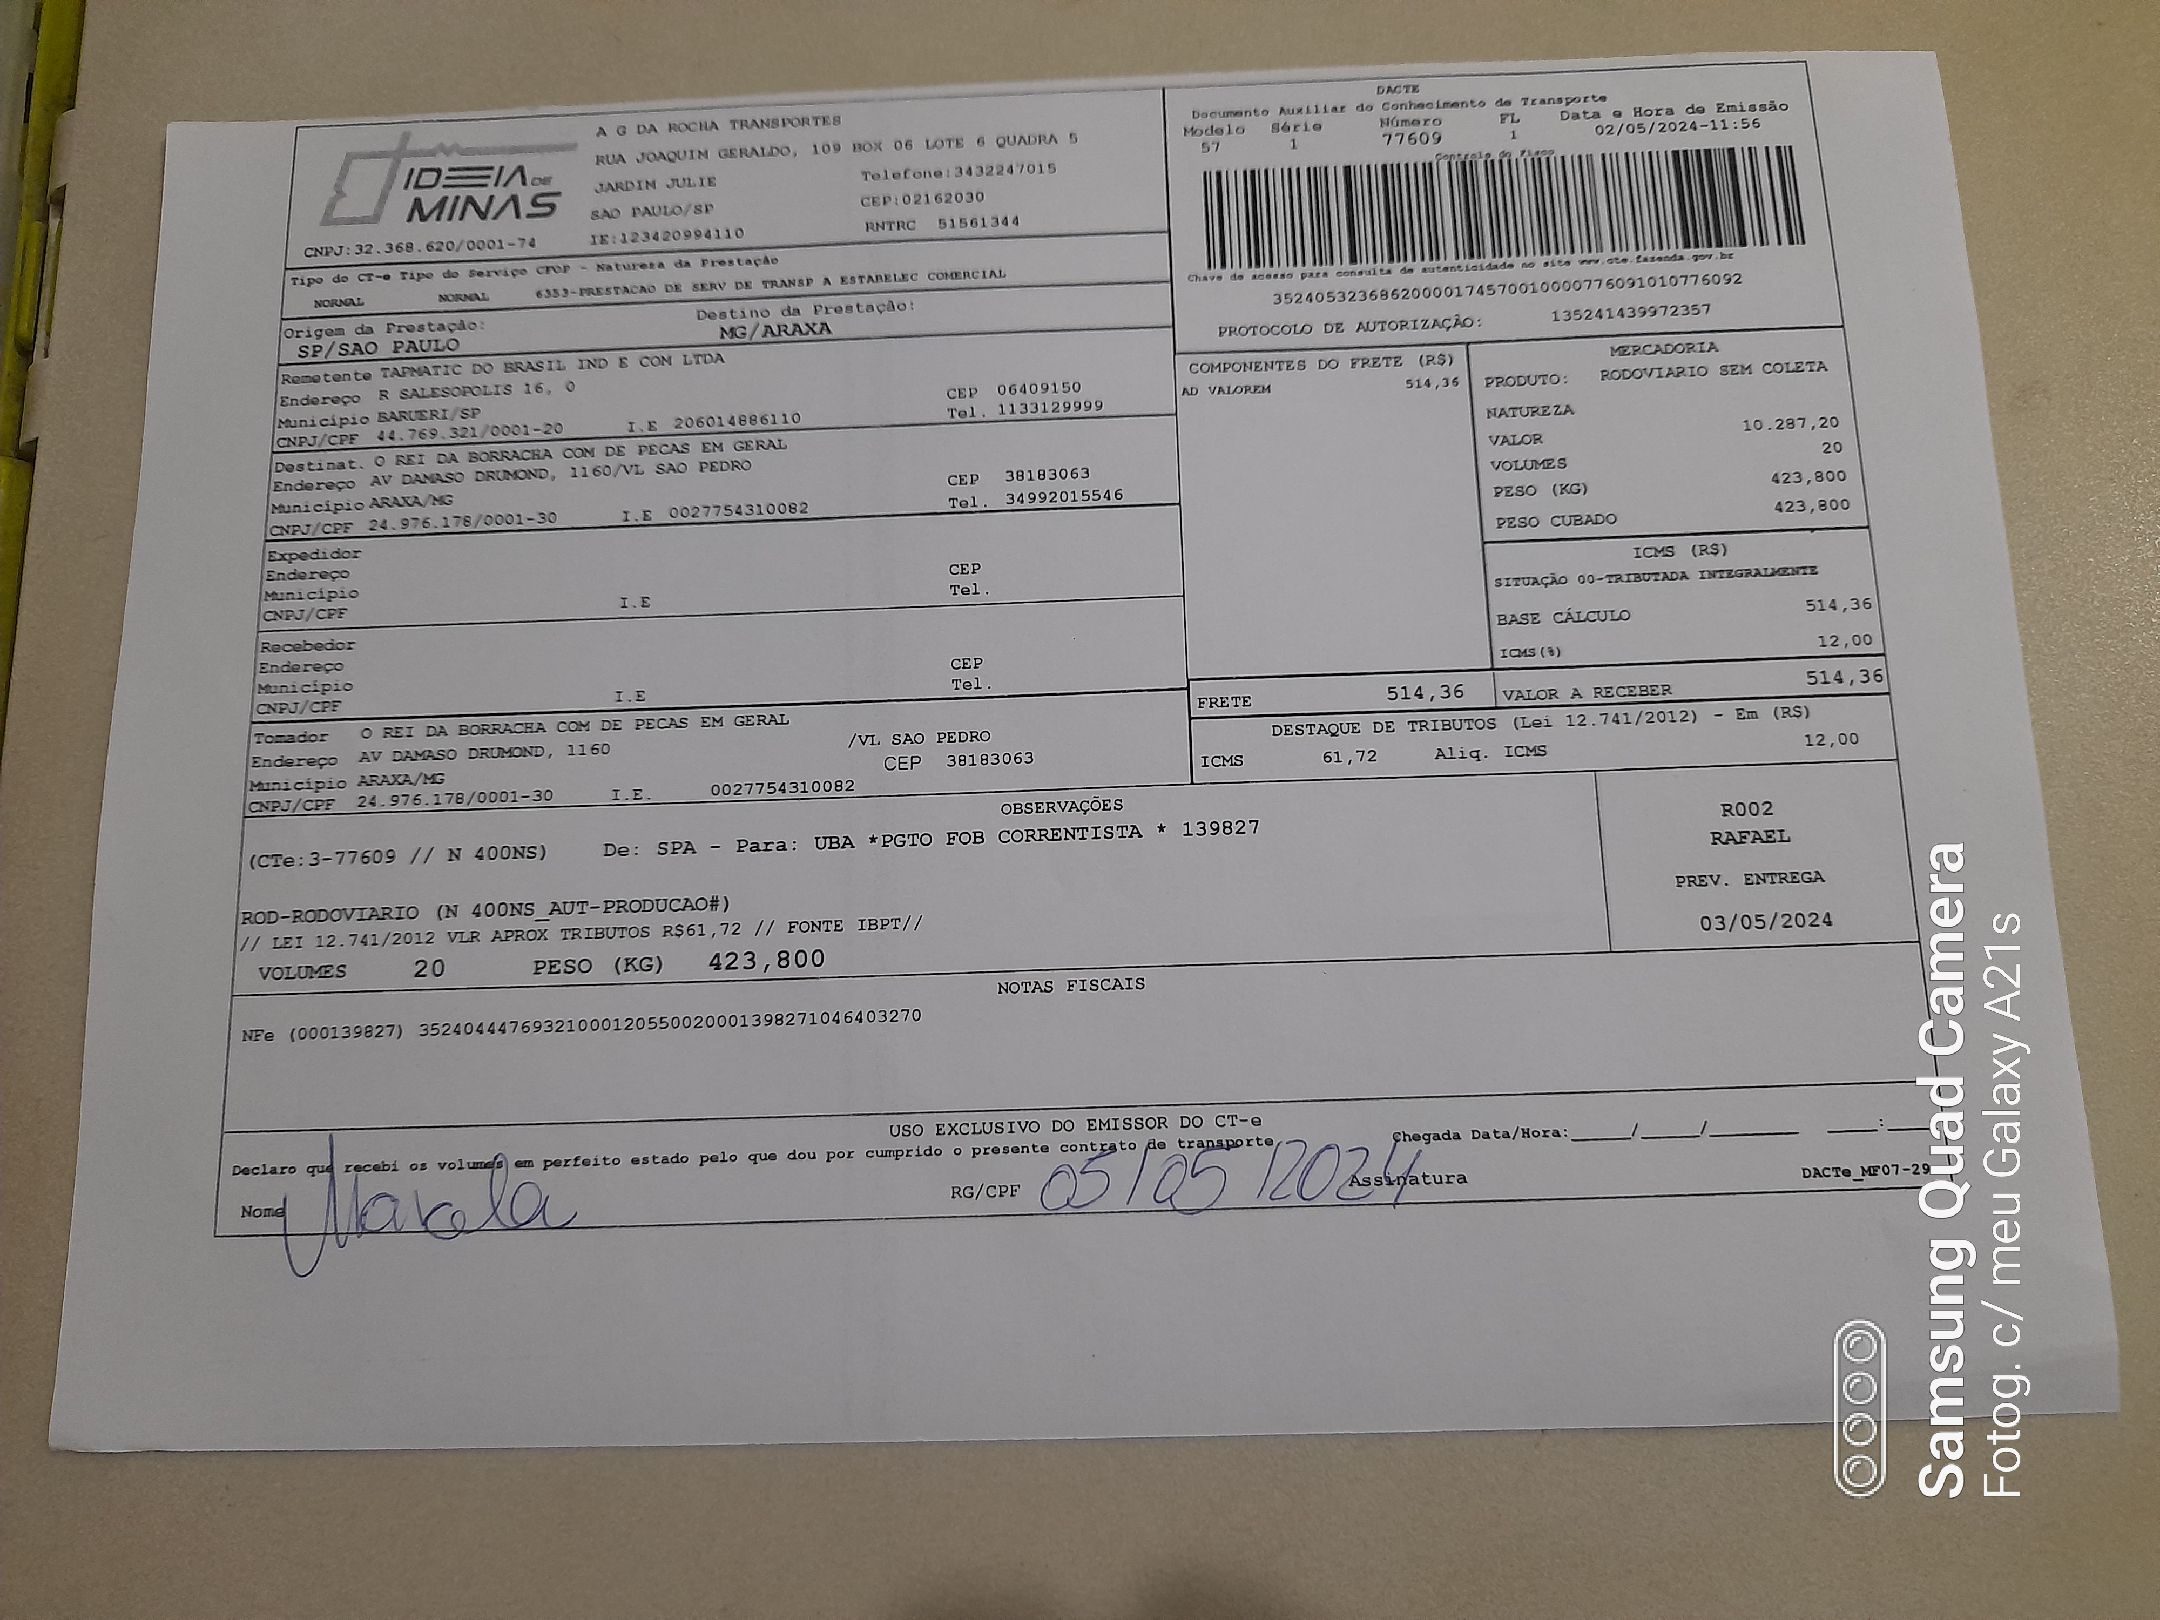 IDEIA DE MINAS
CNPJ:32.368.620/0001-74
A G DA ROCHA TRANSPORTES
RUA JOAQUIN GERALDO, 109 BOX 06 LOTE 6 QUADRA 5
JARDIM JULIE Telefone:3432247015
SAO PAULO/SP CEP:02162030
IE:123420994110 RNTRC 51561344
DACTE
Documento Auxiliar do Conhecimento de Transporte
Modelo Série Número FL Data e Hora de Emissão
57 1 77609 1 02/05/2024-11:56
Controle do Fisco
Chave de acesso para consulta de autenticidade no site www.cte.fazenda.gov.br
35240532368620000174570010000776091010776092
PROTOCOLO DE AUTORIZAÇÃO: 135241439972357
Tipo do CT-e Tipo do Serviço CFOP - Natureza da Prestação
NORMAL NORMAL 6353-PRESTACAO DE SERV DE TRANSP A ESTABELEC COMERCIAL
Origem da Prestação: Destino da Prestação:
SP/SAO PAULO MG/ARAXA
Remetente TAPMATIC DO BRASIL IND E COM LTDA
Endereço R SALESOPOLIS 16, 0 CEP 06409150
Município BARUERI/SP Tel. 1133129999
CNPJ/CPF 44.769.321/0001-20 I.E 206014886110
Destinat. O REI DA BORRACHA COM DE PECAS EM GERAL
Endereço AV DAMASO DRUMOND, 1160/VL SAO PEDRO CEP 38183063
Município ARAXA/MG Tel. 34992015546
CNPJ/CPF 24.976.178/0001-30 I.E 0027754310082
Expedidor
Endereço CEP
Município Tel.
CNPJ/CPF I.E
Recebedor
Endereço CEP
Município Tel.
CNPJ/CPF I.E
Tomador O REI DA BORRACHA COM DE PECAS EM GERAL
Endereço AV DAMASO DRUMOND, 1160 /VL SAO PEDRO
Município ARAXA/MG CEP 38183063
CNPJ/CPF 24.976.178/0001-30 I.E. 0027754310082
COMPONENTES DO FRETE (R$)
AD VALOREM 514,36
MERCADORIA
PRODUTO: RODOVIARIO SEM COLETA
NATUREZA
VALOR 10.287,20
VOLUMES 20
PESO (KG) 423,800
PESO CUBADO 423,800
ICMS (R$)
SITUAÇÃO 00-TRIBUTADA INTEGRALMENTE
BASE CÁLCULO 514,36
ICMS(%) 12,00
FRETE 514,36 VALOR A RECEBER 514,36
DESTAQUE DE TRIBUTOS (Lei 12.741/2012) - Em (R$)
ICMS 61,72 Aliq. ICMS 12,00
OBSERVAÇÕES
(CTe:3-77609 // N 400NS) De: SPA - Para: UBA *PGTO FOB CORRENTISTA * 139827
ROD-RODOVIARIO (N 400NS_AUT-PRODUCAO#)
// LEI 12.741/2012 VLR APROX TRIBUTOS R$61,72 // FONTE IBPT//
VOLUMES 20 PESO (KG) 423,800
R002
RAFAEL
PREV. ENTREGA
03/05/2024
NOTAS FISCAIS
NFe (000139827) 35240444769321000120550020001398271046403270
USO EXCLUSIVO DO EMISSOR DO CT-e
Declaro que recebi os volumes em perfeito estado pelo que dou por cumprido o presente contrato de transporte
Chegada Data/Hora:_____/_____/________ ____:____
Nome RG/CPF 05/05/2024 Assinatura
DACTe_MF07-29
Samsung Quad Camera
Fotog. c/ meu Galaxy A21s